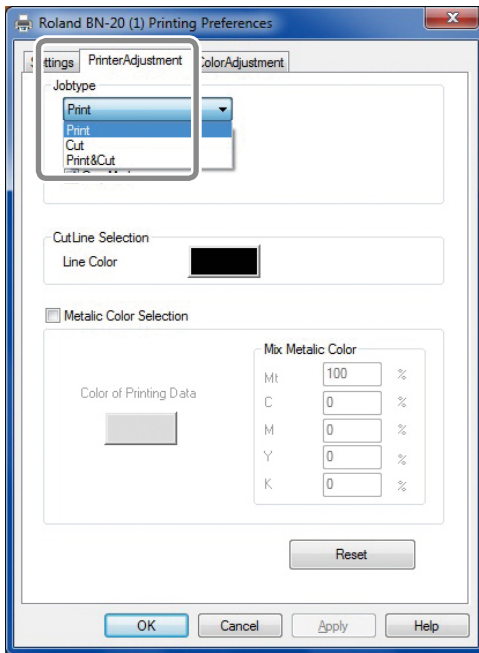 Roland BN-20 (1) Printing Preferences
ttings PrinterAdjustment ColorAdjustment
Jobtype
Print
Print
Cut
Print&Cut
CutLine Selection
Line Color
Metalic Color Selection
Mix Metalic Color
Color of Printing Data
Mt 100 %
C 0 %
M 0 %
Y 0 %
K 0 %
Reset
OK Cancel Apply Help